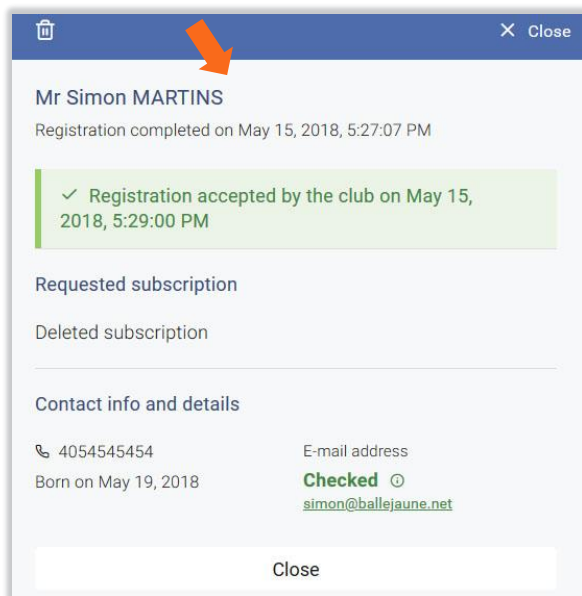 Close
Mr Simon MARTINS
Registration completed on May 15, 2018, 5:27:07 PM
Registration accepted by the club on May 15,
2018, 5:29:00 PM
Requested subscription
Deleted subscription
Contact info and details
4054545454
Born on May 19, 2018
E-mail address
Checked
simon@ballejaune.net
Close